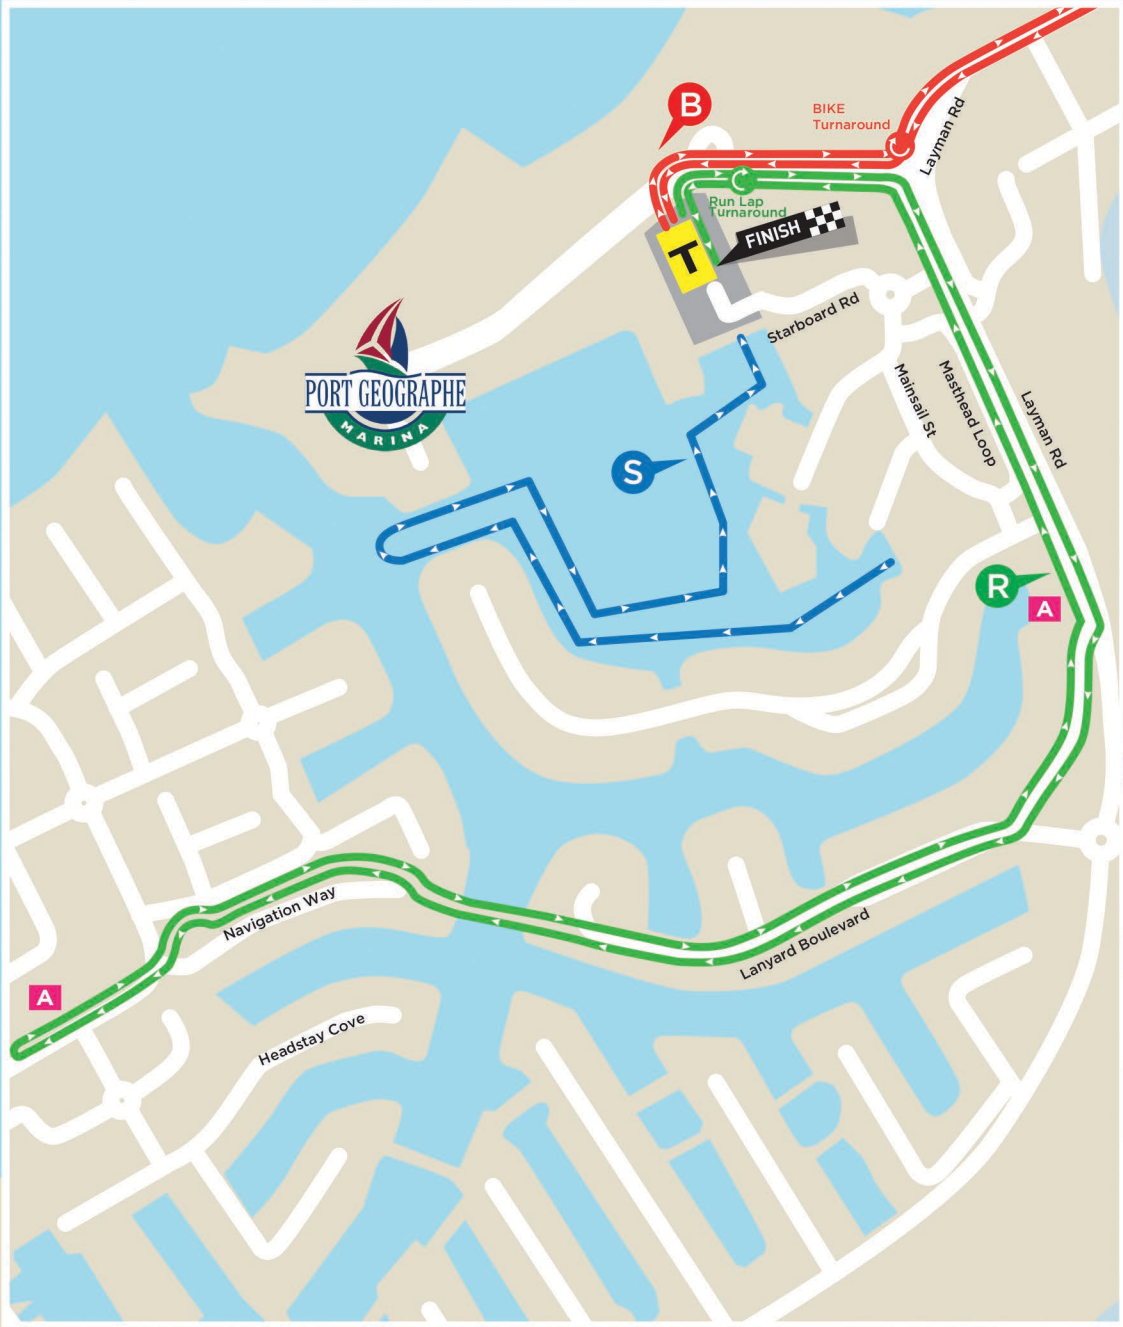 B
BIKE
Turnaround
Layman Rd
Run Lap
Turnaround
FINISH
T
Starboard Rd
PORT GEOGRAPHE
MARINA
Mainsail St
Masthead Loop
Layman Rd
S
R
A
Navigation Way
Lanyard Boulevard
A
Headstay Cove